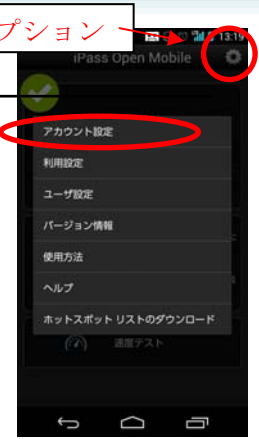 プション
13:19
iPass Open Mobile
アカウント設定
利用設定
ユーザ設定
バージョン情報
使用方法
ヘルプ
ホットスポット リストのダウンロード
速度テスト